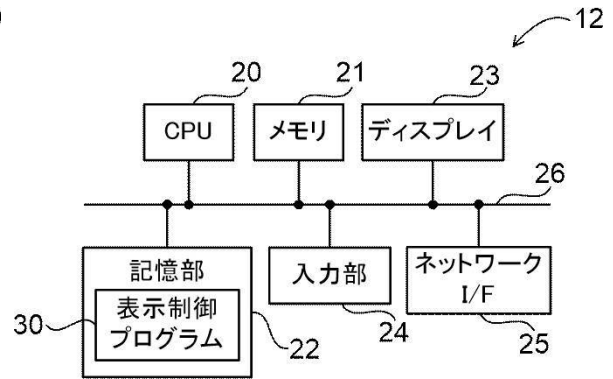 12
20
21
23
CPU
メモリ
ディスプレイ
26
記憶部
入力部
ネットワーク
I/F
表示制御
プログラム
30
22
24
25